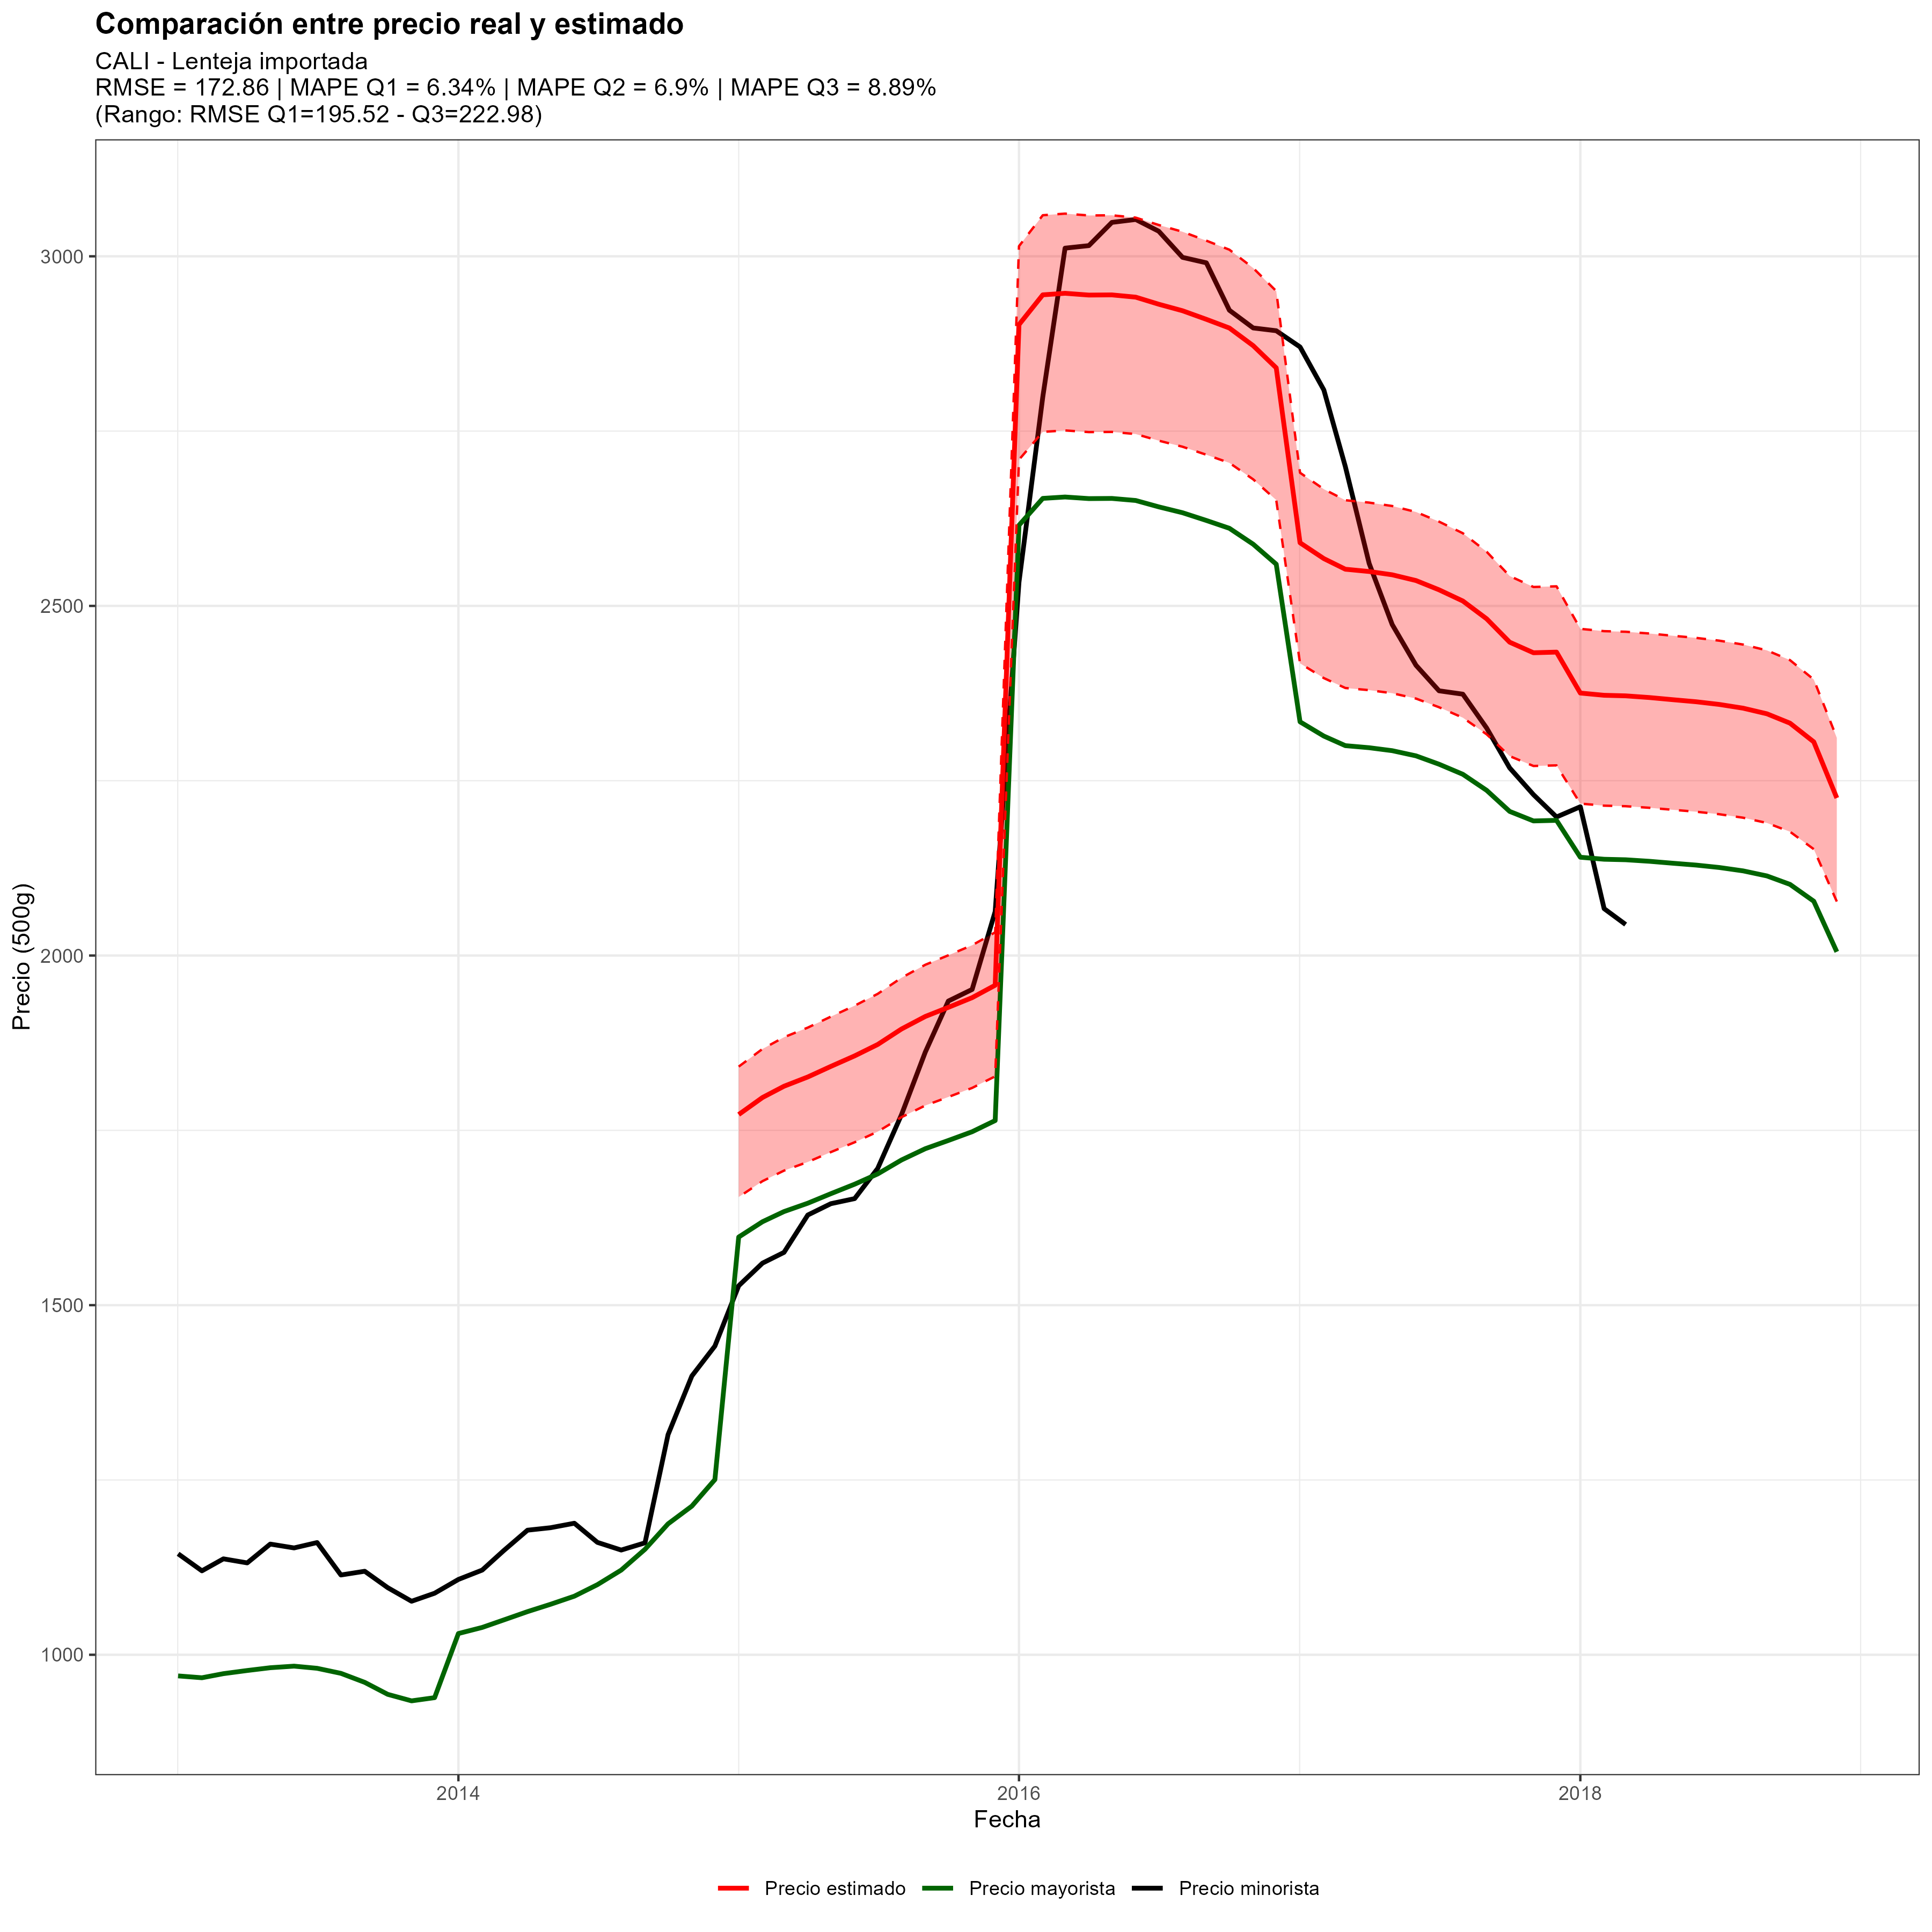 Comparación entre precio real y estimado
CALI - Lenteja importada
RMSE = 172.86 | MAPE Q1 = 6.34% | MAPE Q2 = 6.9% | MAPE Q3 = 8.89%
(Rango: RMSE Q1=195.52 - Q3=222.98)
Precio (500g)
3000
2500
2000
1500
1000
2014
2016
2018
Fecha
Precio estimado
Precio mayorista
Precio minorista